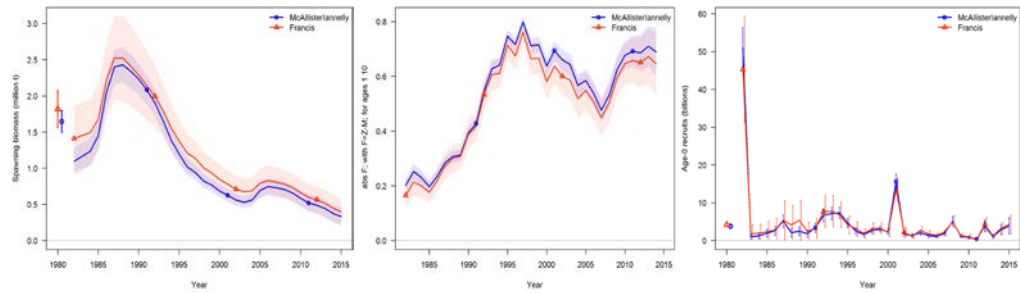 McAllisterIannelly
Francis
Spawning biomass (million t)
3.0
2.5
2.0
1.5
1.0
0.5
0.0
1980 1985 1990 1995 2000 2005 2010 2015
Year
McAllisterIannelly
Francis
abs F; with F=Z-M; for ages 1 10
0.8
0.6
0.4
0.2
0.0
1985 1990 1995 2000 2005 2010 2015
Year
McAllisterIannelly
Francis
Age-0 recruits (billions)
60
50
40
30
20
10
0
1980 1985 1990 1995 2000 2005 2010 2015
Year